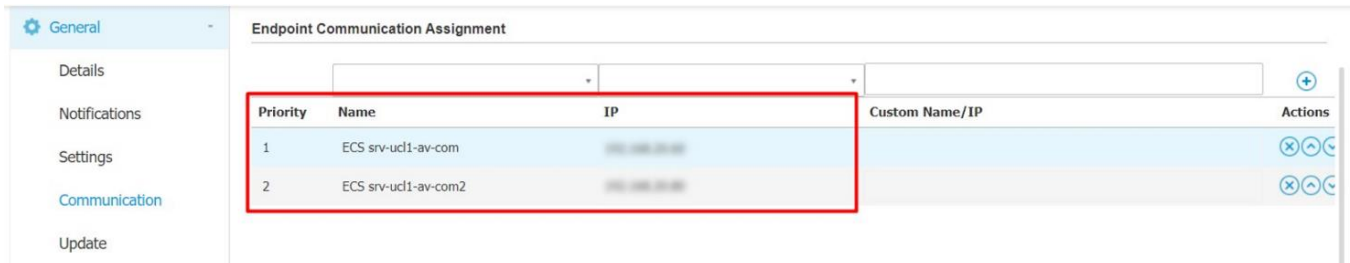 General -
Endpoint Communication Assignment
Details
Notifications
Settings
Communication
Update
Priority Name IP Custom Name/IP Actions
1 ECS srv-ucl1-av-com
2 ECS srv-ucl1-av-com2